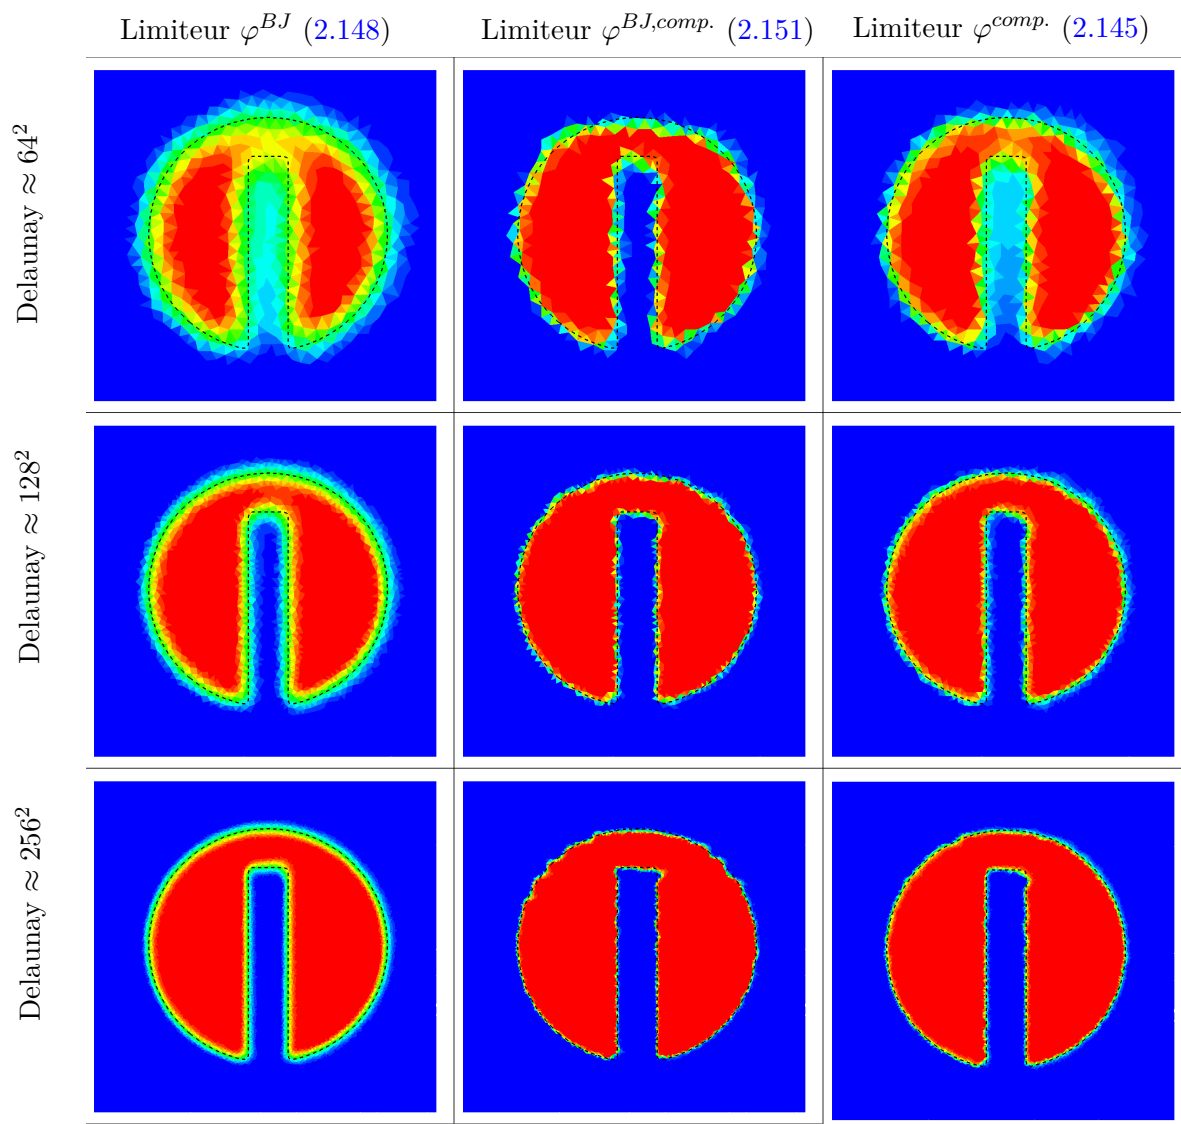 Limiteur φ^{BJ} (2.148)
Limiteur φ^{BJ,comp.} (2.151)
Limiteur φ^{comp.} (2.145)
Delaunay ≈ 64²
Delaunay ≈ 128²
Delaunay ≈ 256²